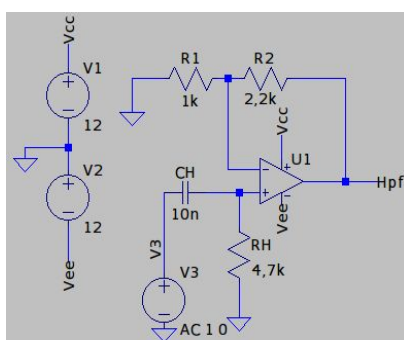 Vcc
V1
12
V2
12
Vee
R1
1k
R2
2,2k
Vcc
U1
Vee
Hpf
CH
10n
RH
4,7k
V3
V3
AC 1 0